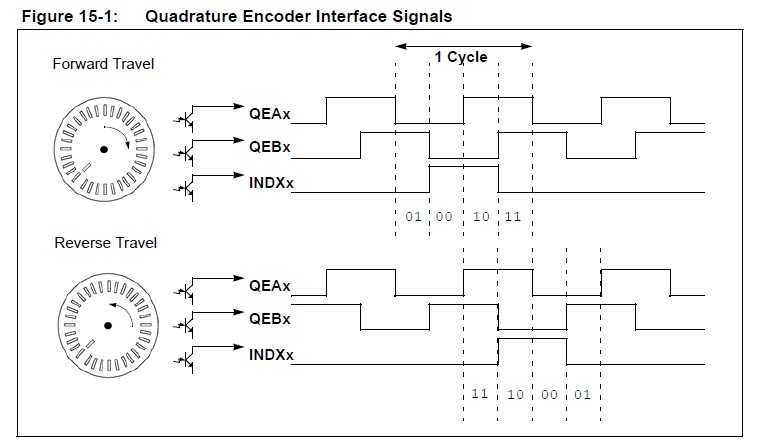 Figure 15-1: Quadrature Encoder Interface Signals
1 Cycle
Forward Travel
QEAx
QEBx
INDXx
01 00 10 11
Reverse Travel
QEAx
QEBx
INDXx
11 10 00 01